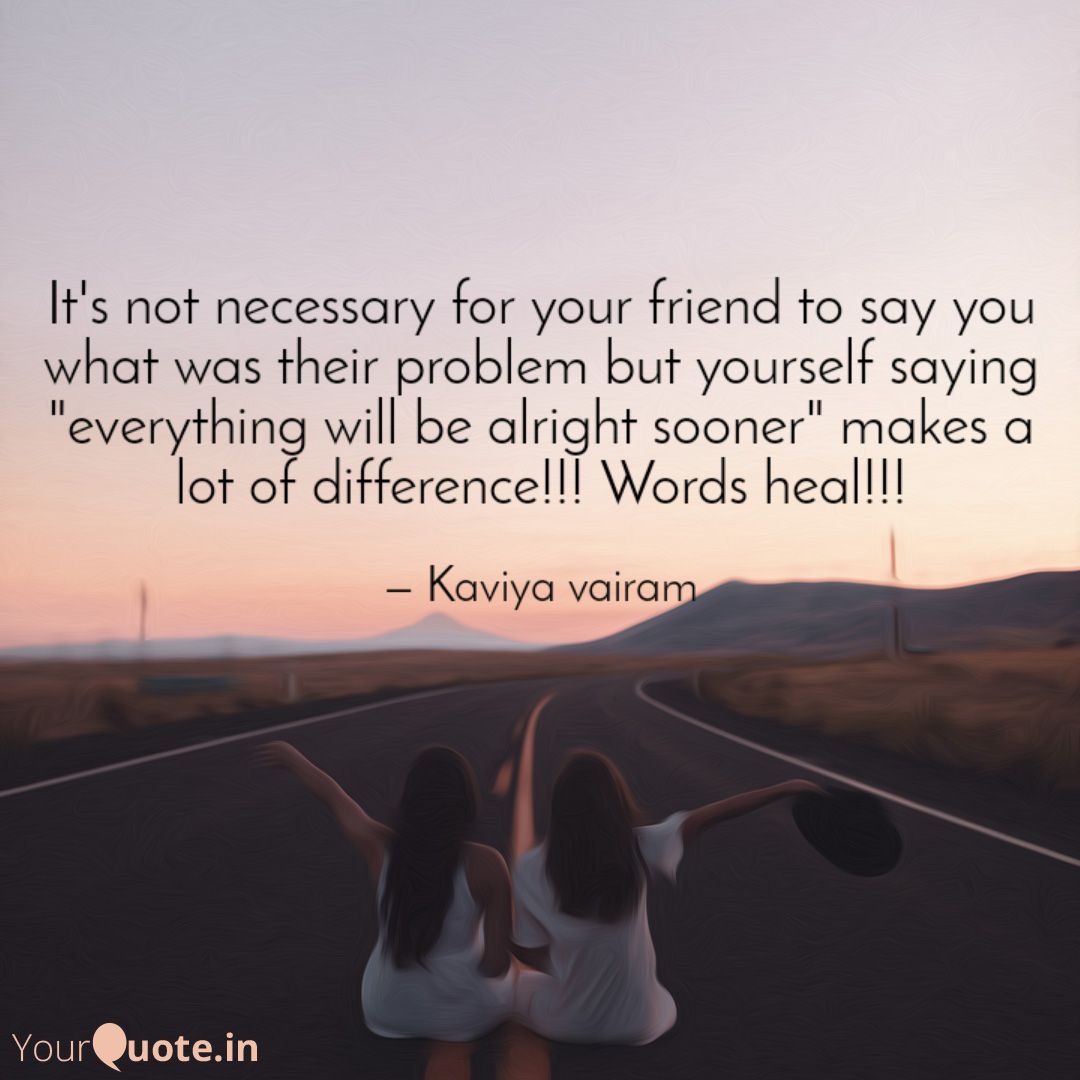 It's not necessary for your friend to say you
what was their problem but yourself saying
"everything will be alright sooner" makes a
lot of difference!!! Words heal!!!
– Kaviya vairam
YourQuote.in